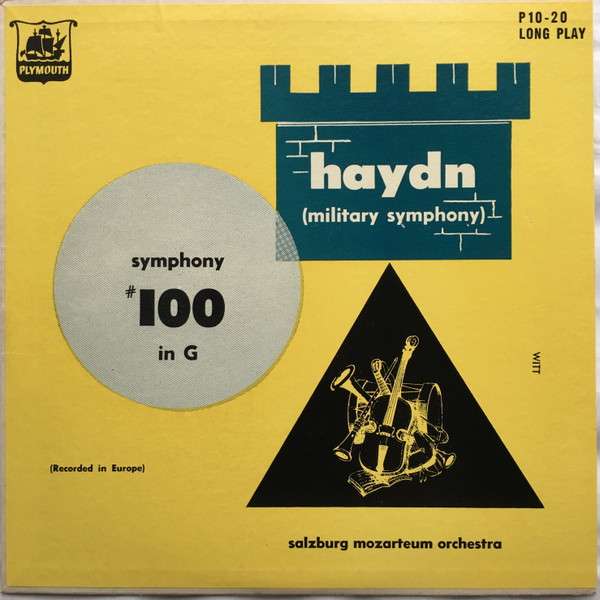 PLYMOUTH
P10-20
LONG PLAY
haydn
(military symphony)
symphony
#100
in G
WITT
(Recorded in Europe)
salzburg mozarteum orchestra